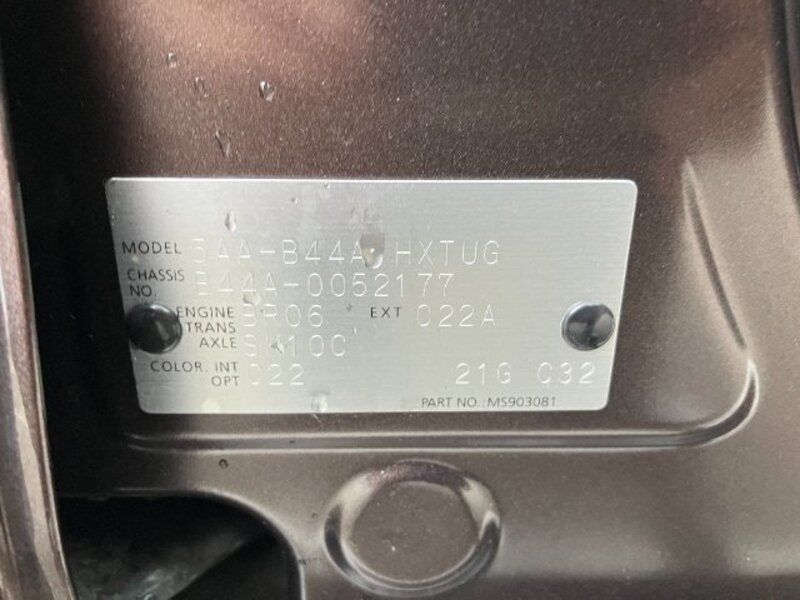 MODEL 5AA-B44A HXTUG
CHASSIS NO. B44A-0052177
ENGINE BR06 EXT C22A
TRANS
AXLE
COLOR. INT C22
OPT 21G C32
PART NO.: MS903081